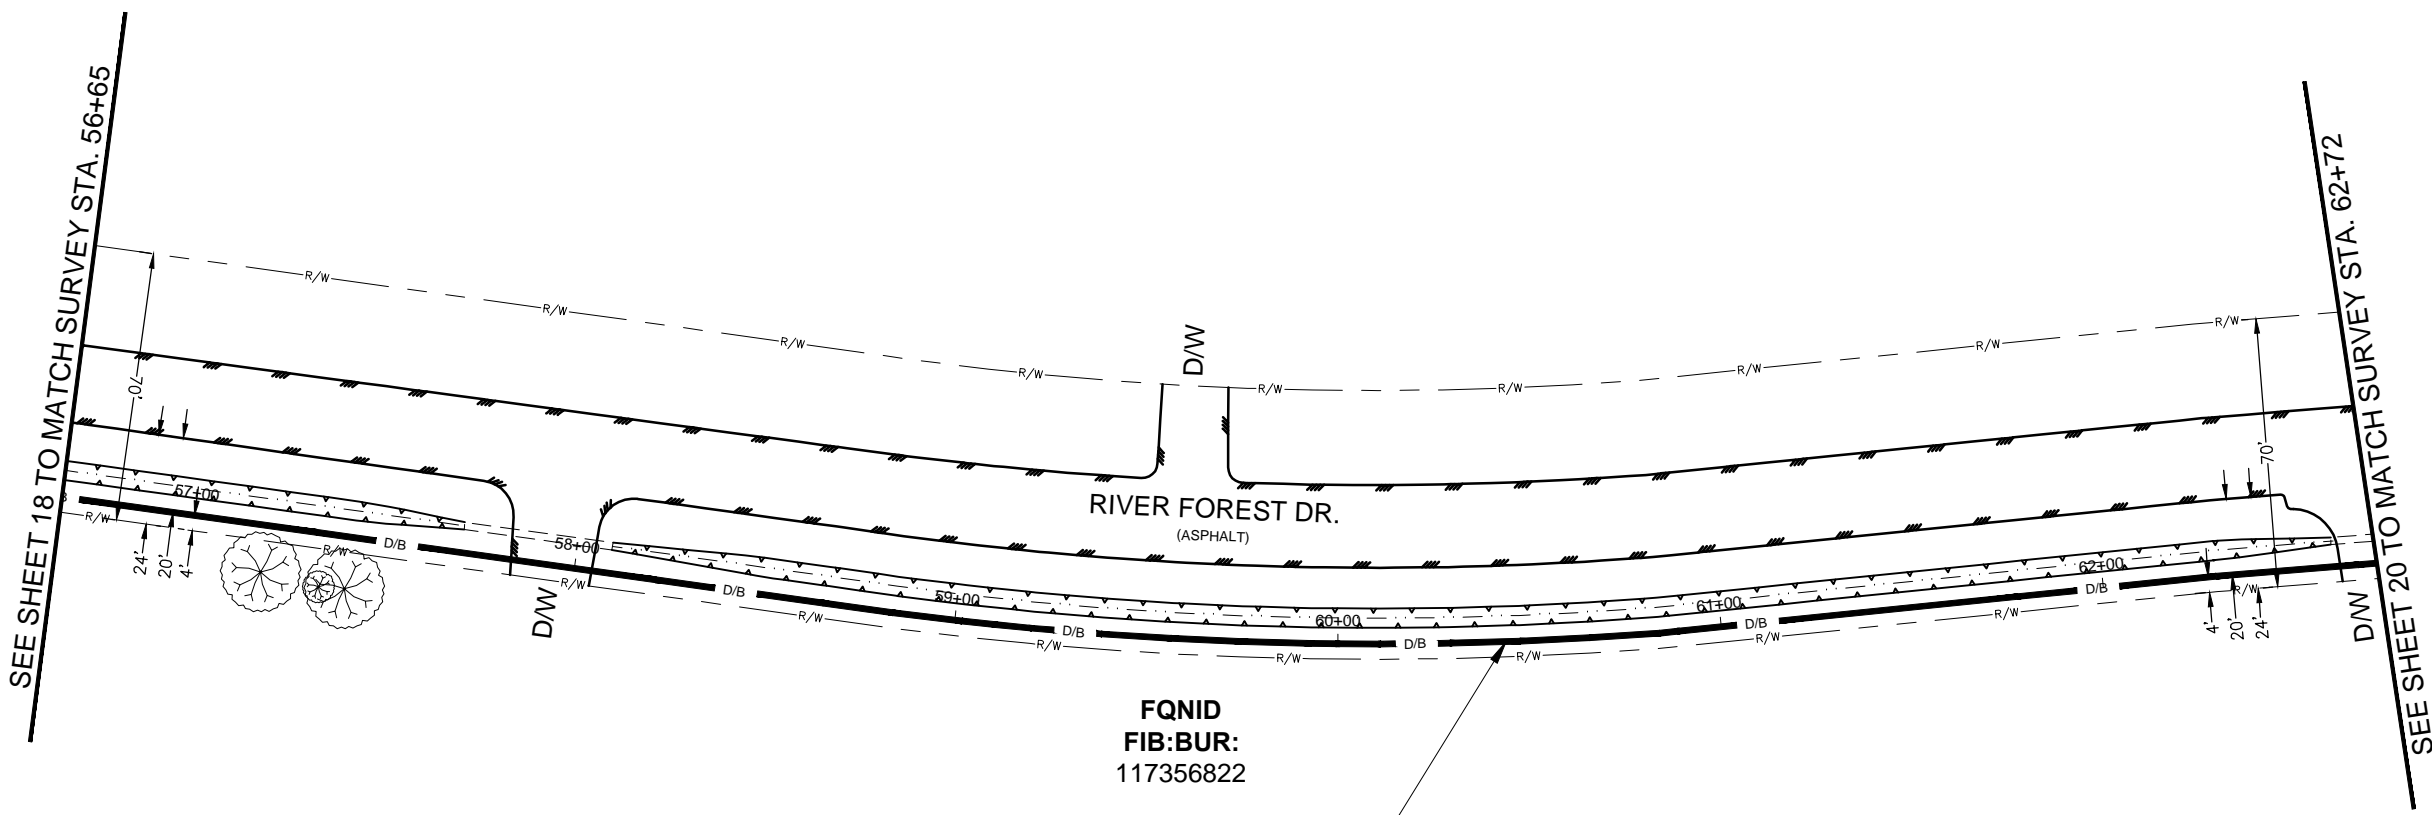 SEE SHEET 18 TO MATCH SURVEY STA. 56+65
R/W
R/W
R/W
R/W
R/W
R/W
R/W
R/W
R/W
70'
D/W
RIVER FOREST DR.
(ASPHALT)
57+00
58+00
59+00
60+00
61+00
62+00
B
D/B
D/B
D/B
D/B
D/B
D/B
R/W
R/W
R/W
R/W
R/W
R/W
R/W
R/W
R/W
R/W
24'
20'
4'
D/W
70'
4'
20'
24'
D/W
FQNID
FIB:BUR:
117356822
SEE SHEET 20 TO MATCH SURVEY STA. 62+72